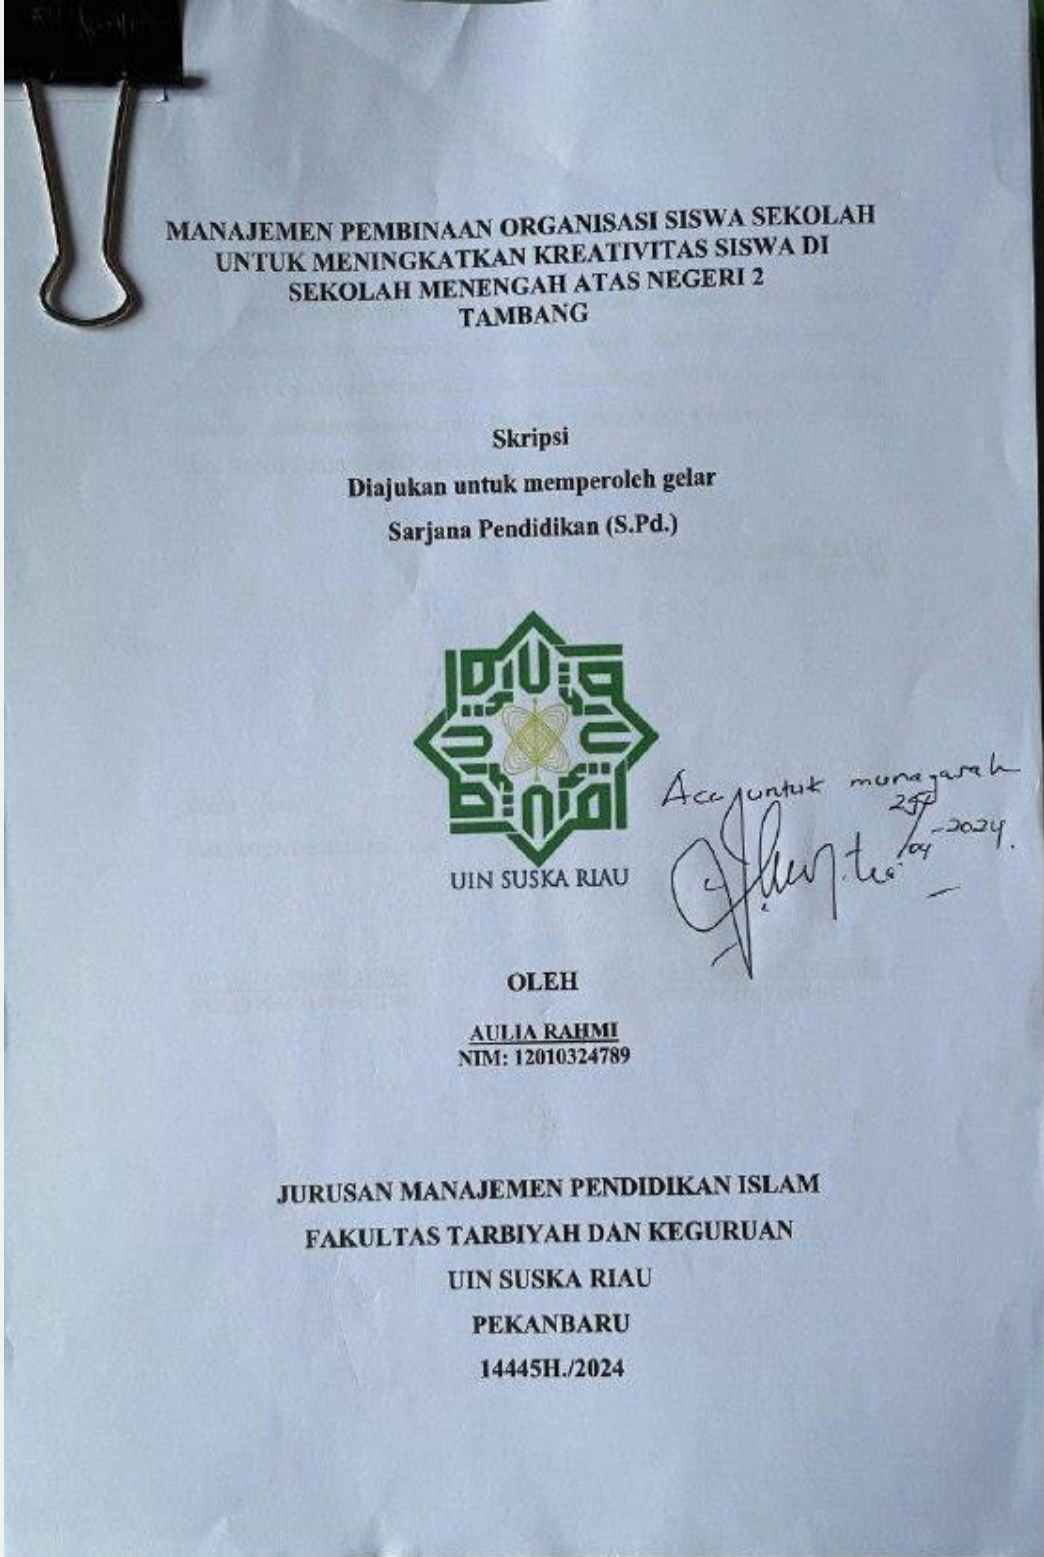 MANAJEMEN PEMBINAAN ORGANISASI SISWA SEKOLAH
UNTUK MENINGKATKAN KREATIVITAS SISWA DI
SEKOLAH MENENGAH ATAS NEGERI 2
TAMBANG
Skripsi
Diajukan untuk memperoleh gelar
Sarjana Pendidikan (S.Pd.)
UIN SUSKA RIAU
Acc untuk munaqasah
/04 -2024.
OLEH
AULIA RAHMI
NIM: 12010324789
JURUSAN MANAJEMEN PENDIDIKAN ISLAM
FAKULTAS TARBIYAH DAN KEGURUAN
UIN SUSKA RIAU
PEKANBARU
14445H./2024